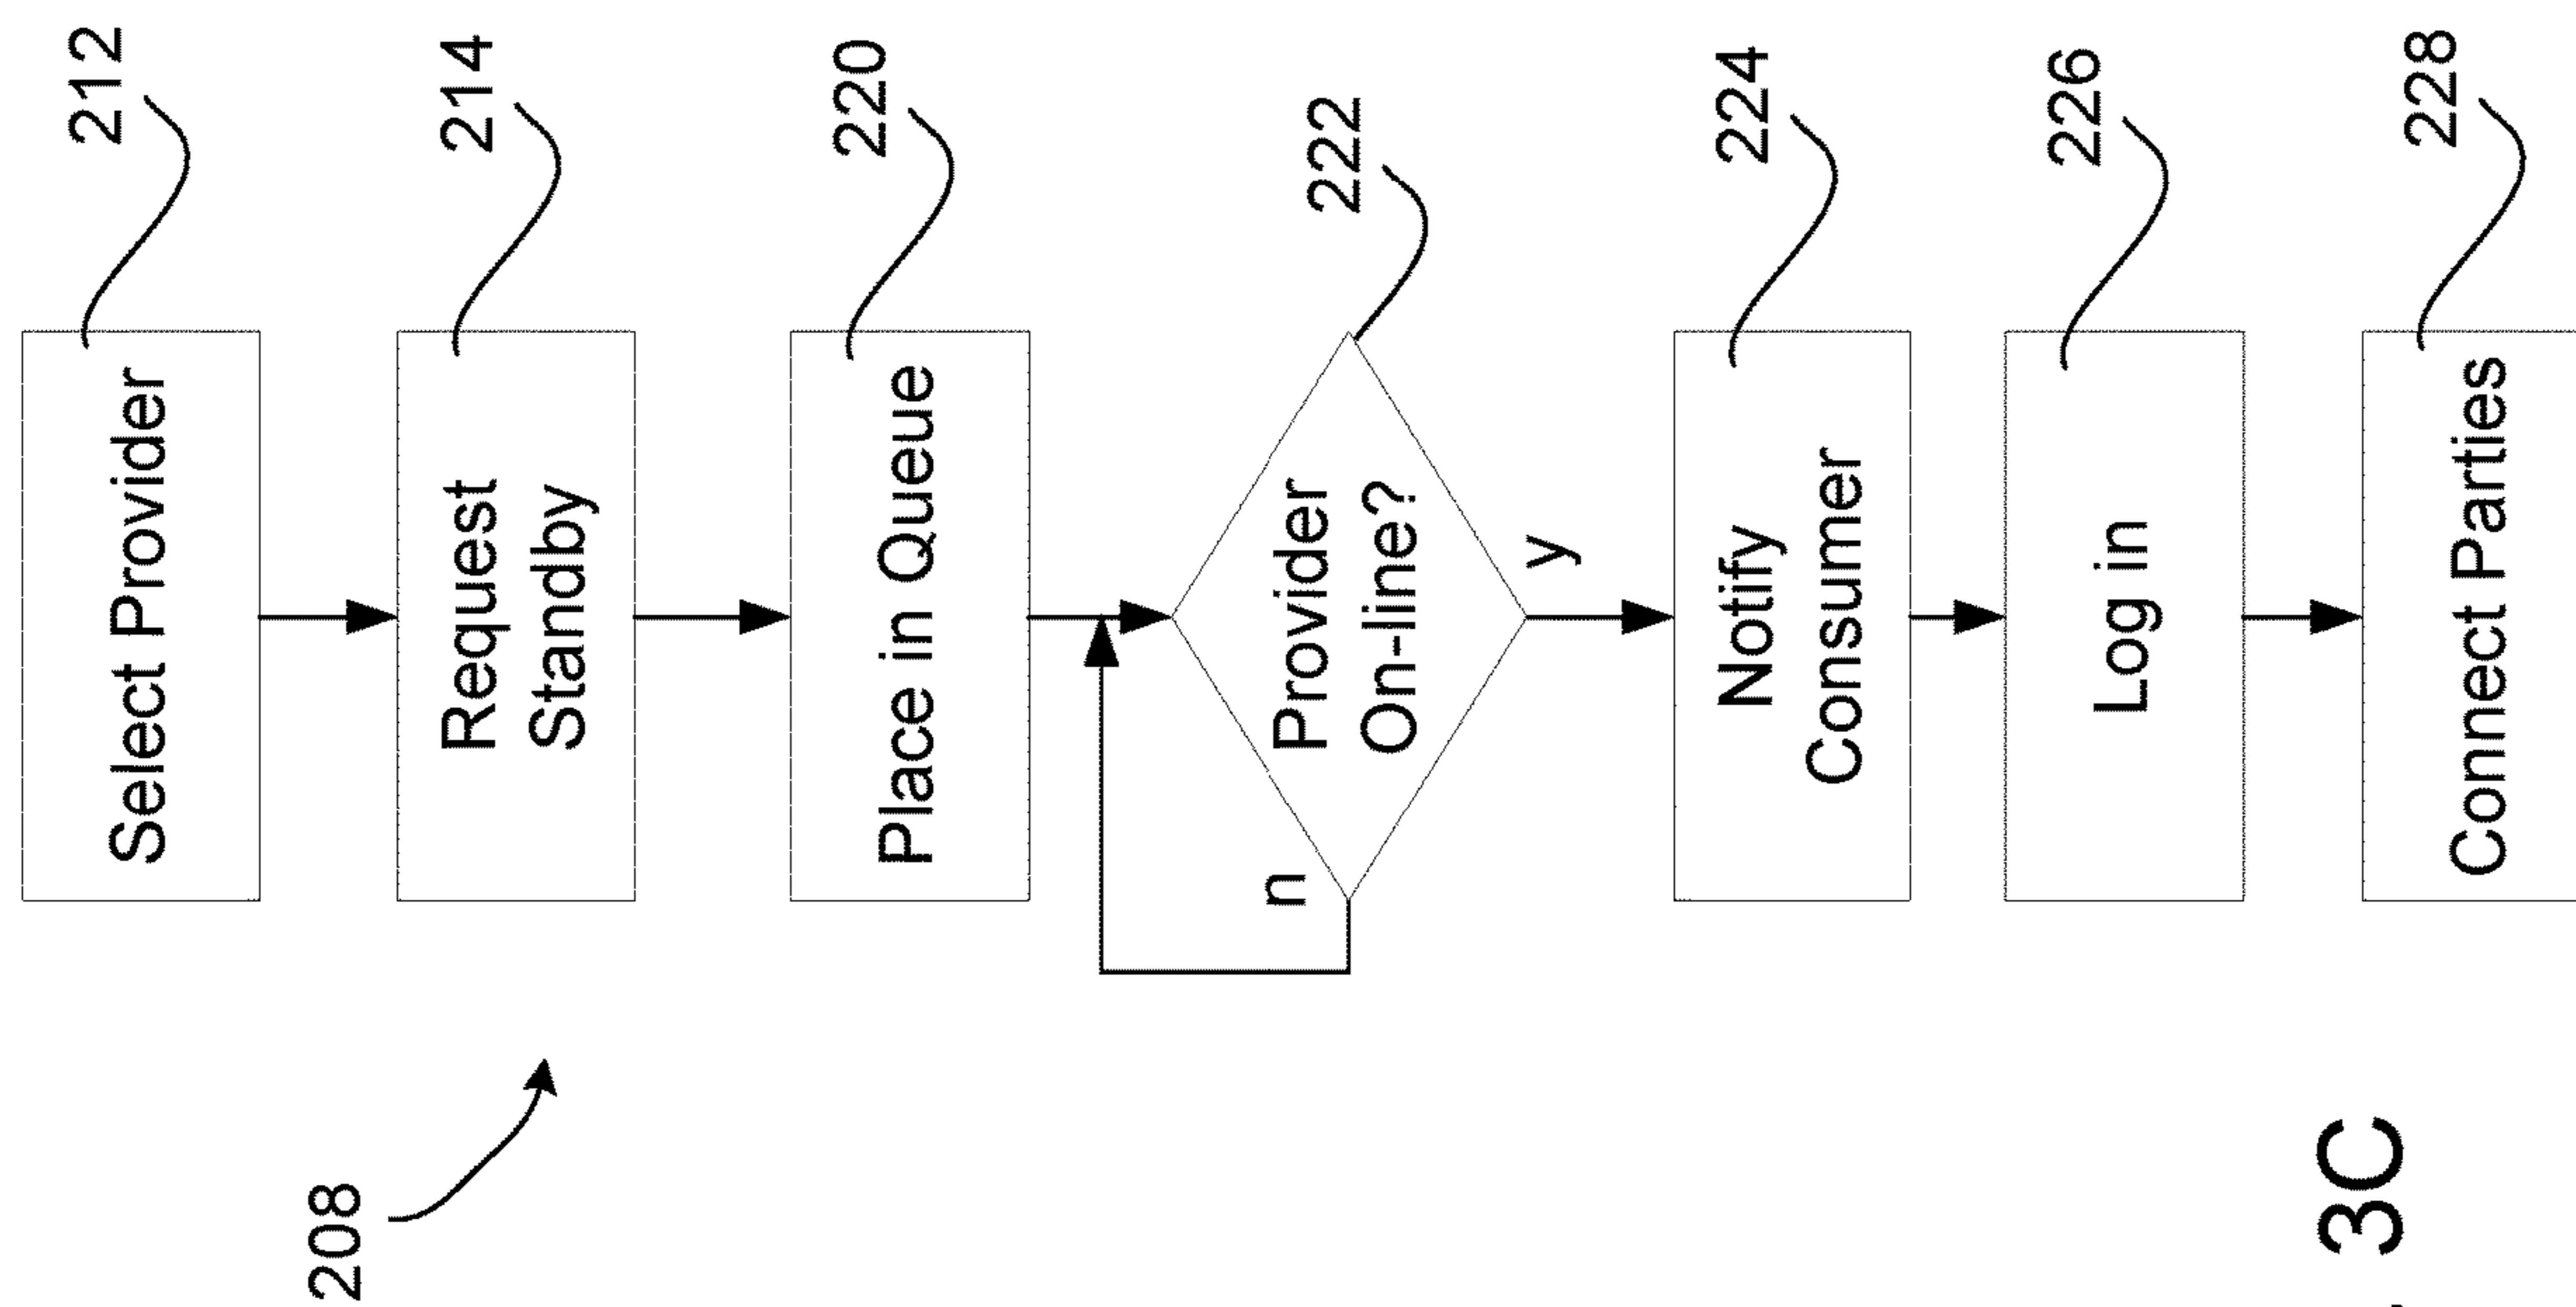 208
Select Provider
212
Request
Standby
214
Place in Queue
220
Provider
On-line?
222
n
y
Notify
Consumer
224
Log in
226
Connect Parties
228
3C